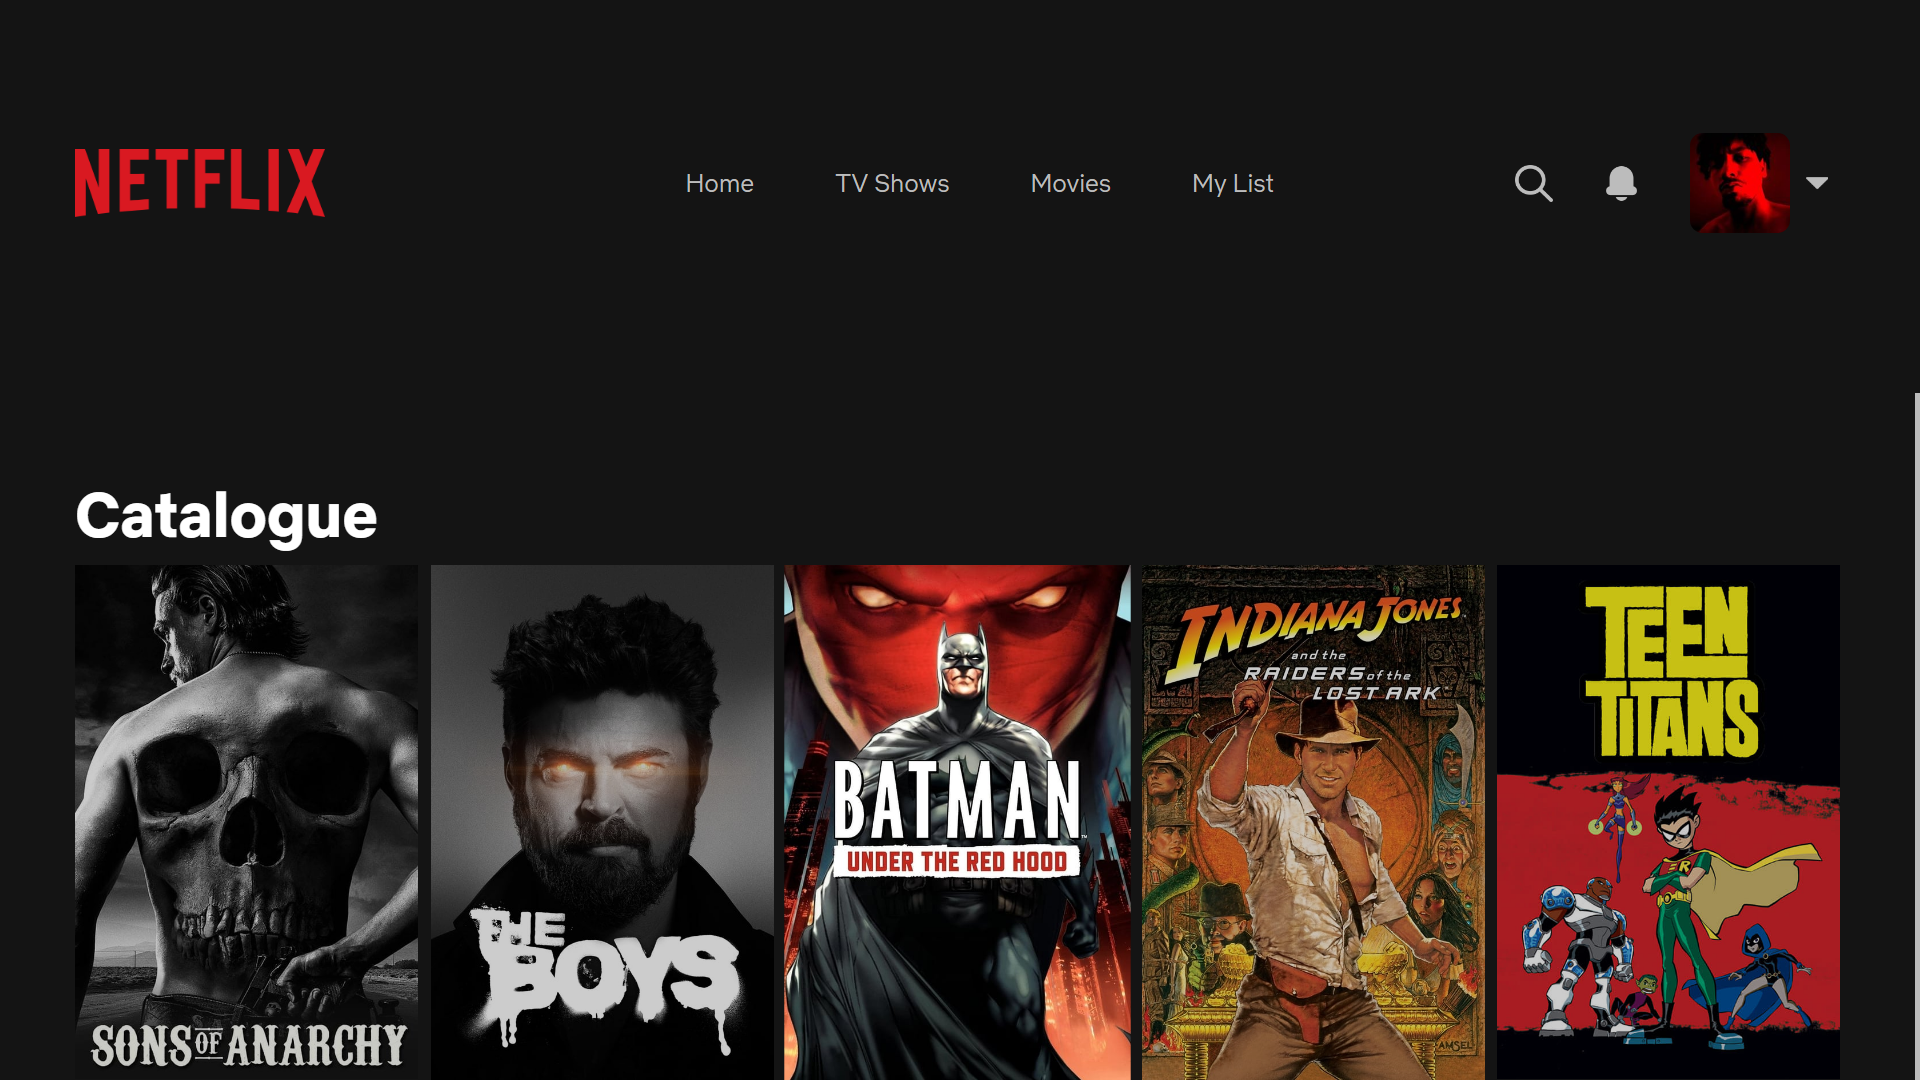 NETFLIX
Home
TV Shows
Movies
My List
Catalogue
SONS OF ANARCHY
THE
BOYS
BATMAN™
UNDER THE RED HOOD
INDIANA JONES
and the
RAIDERS of the
LOST ARK
AMSEL
TEEN
TITANS
R